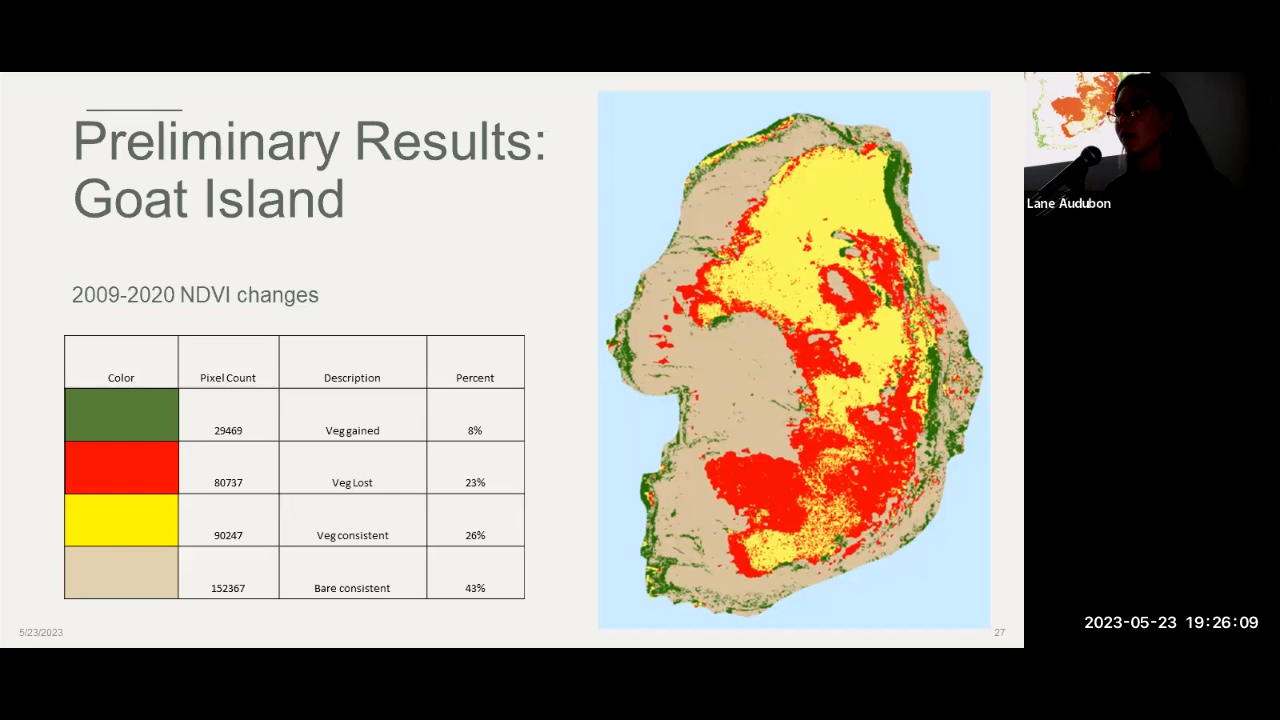 Preliminary Results:
Goat Island
2009-2020 NDVI changes
Color Pixel Count Description Percent
29469 Veg gained 8%
80737 Veg Lost 23%
90247 Veg consistent 26%
152367 Bare consistent 43%
5/23/2023
27
Lane Audubon
2023-05-23 19:26:09